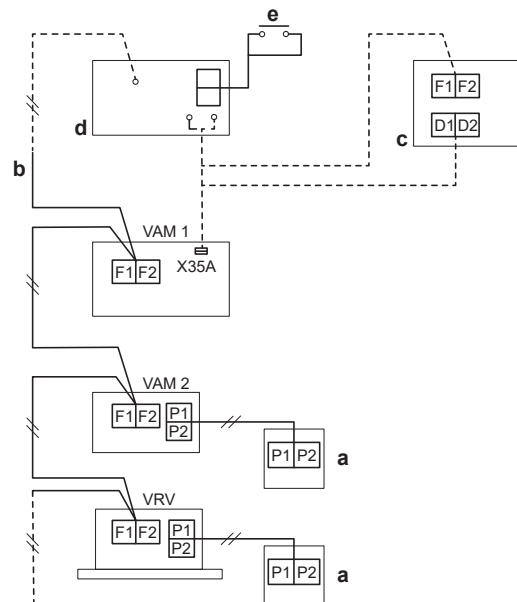 e
F1 F2
d
D1 D2
c
b
VAM 1
F1 F2
X35A
VAM 2
F1 F2
P1
P2
P1 P2
a
VRV
F1 F2
P1
P2
P1 P2
a